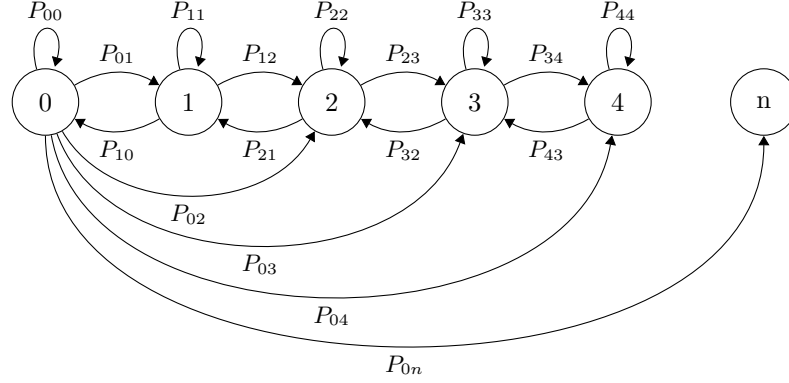 P₀₀ P₁₁ P₂₂ P₃₃ P₄₄
P₀₁ P₁₂ P₂₃ P₃₄
0 1 2 3 4 n
P₁₀ P₂₁ P₃₂ P₄₃
P₀₂
P₀₃
P₀₄
P₀ₙ